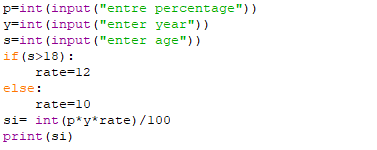 p=int(input("entre percentage"))
y=int(input("enter year"))
s=int(input("enter age"))
if(s>18):
    rate=12
else:
    rate=10
si= int(p*y*rate)/100
print(si)